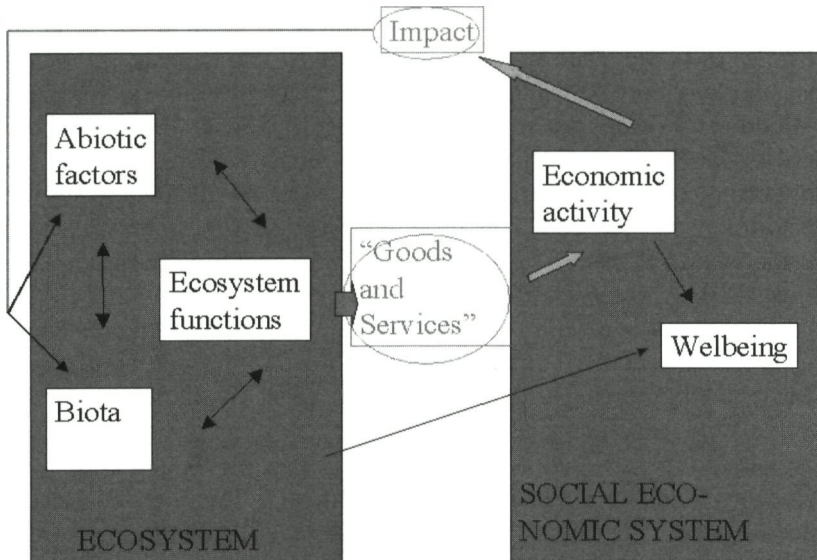 Impact
Abiotic
factors
Economic
activity
“Goods
and
Services”
Ecosystem
functions
Welbeing
Biota
SOCIAL ECO-
NOMIC SYSTEM
ECOSYSTEM